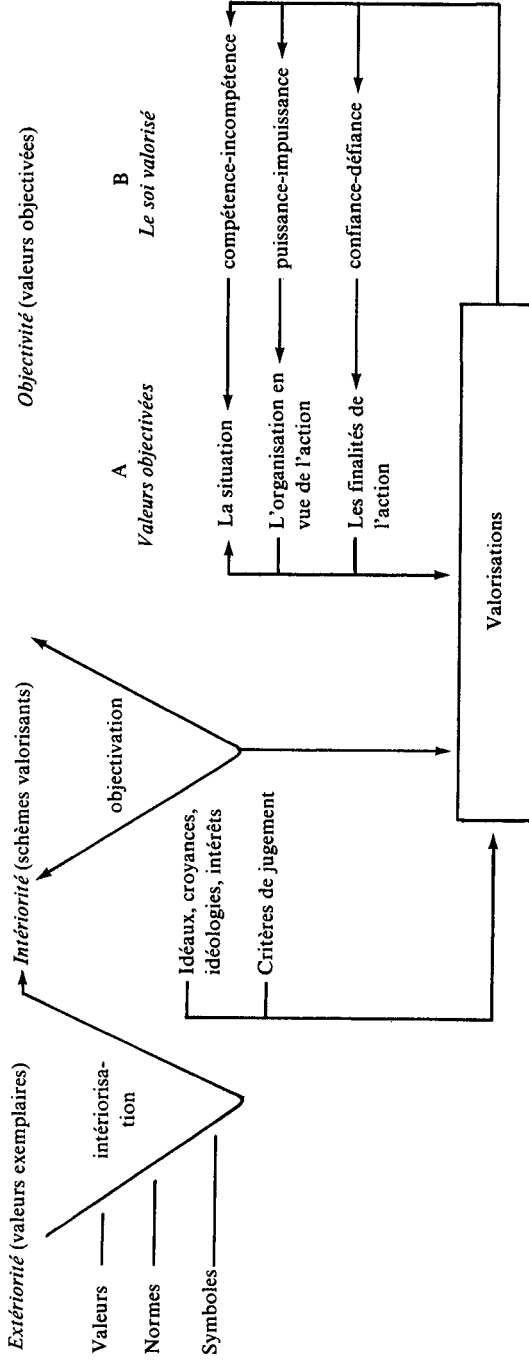 Extériorité (valeurs exemplaires)
Valeurs
Normes
Symboles
intériorisa-
tion
Intériorité (schèmes valorisants)
Idéaux, croyances,
idéologies, intérêts
Critères de jugement
objectivation
Objectivité (valeurs objectivées)
A
Valeurs objectivées
La situation
L'organisation en
vue de l'action
Les finalités de
l'action
B
Le soi valorisé
compétence-incompétence
puissance-impuissance
confiance-défiance
Valorisations